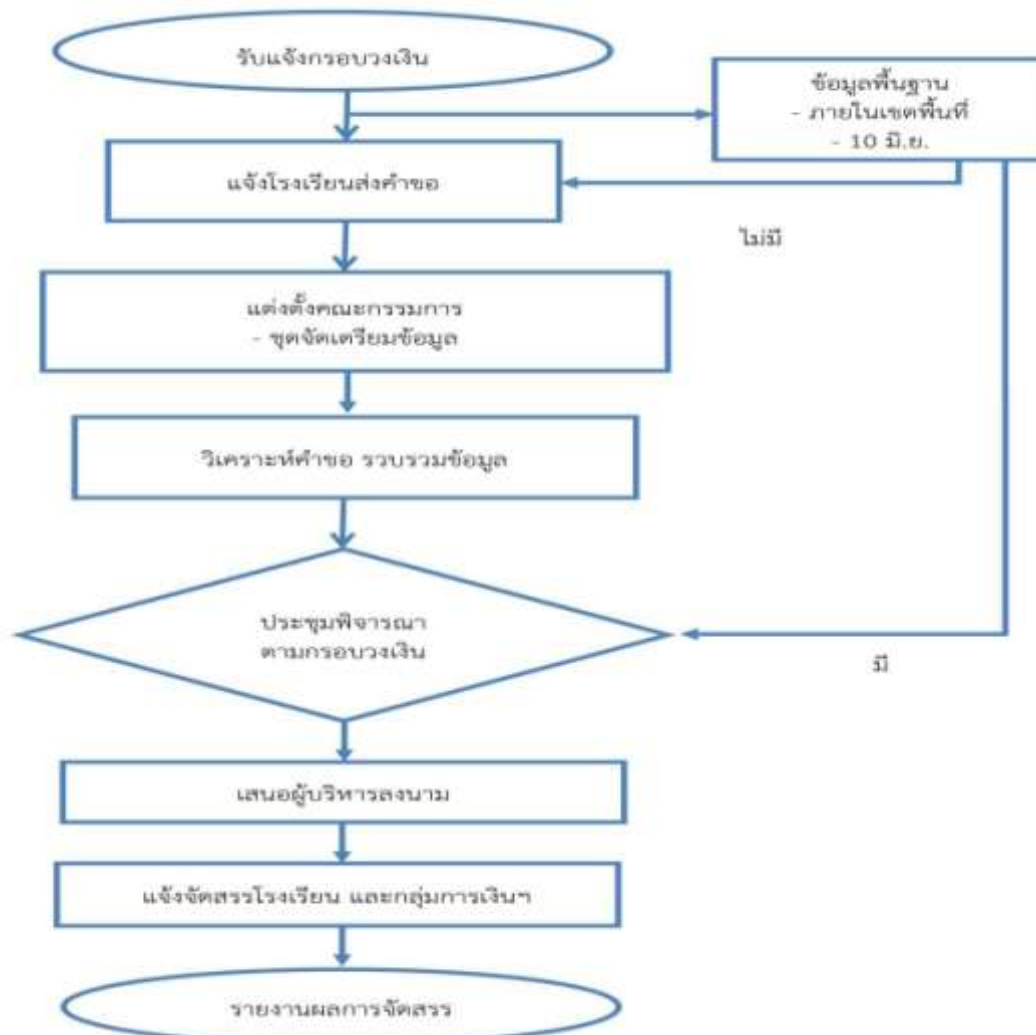 รับแจ้งกรอบวงเงิน
ข้อมูลพื้นฐาน
- ภายในเขตพื้นที่
- 10 มิ.ย.
แจ้งโรงเรียนส่งคำขอ
ไม่มี
แต่งตั้งคณะกรรมการ
- ชุดจัดเตรียมข้อมูล
วิเคราะห์คำขอ รวบรวมข้อมูล
ประชุมพิจารณา
ตามกรอบวงเงิน
มี
เสนอผู้บริหารลงนาม
แจ้งจัดสรรโรงเรียน และกลุ่มการเงินฯ
รายงานผลการจัดสรร